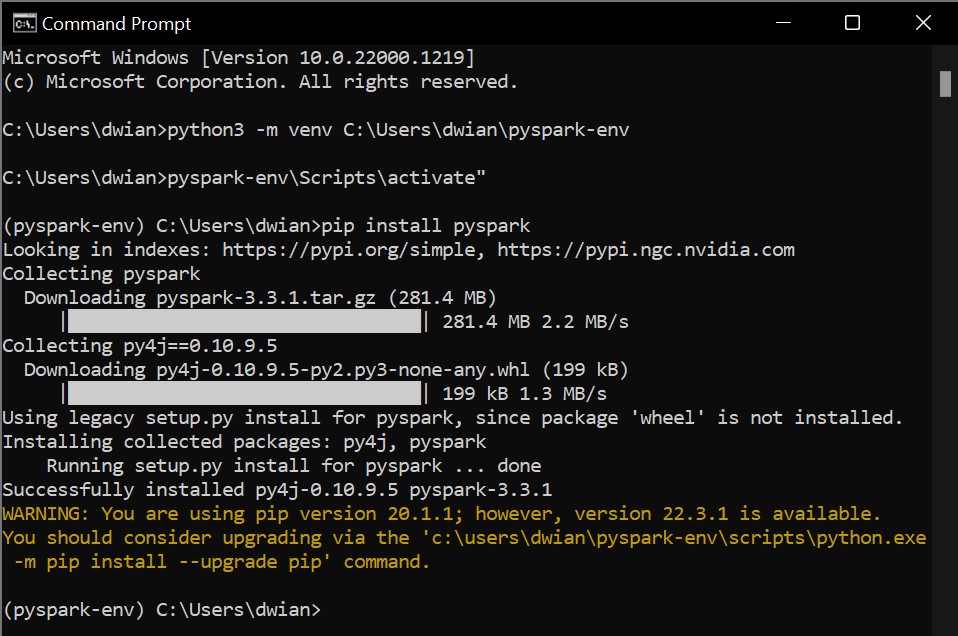 Command Prompt
Microsoft Windows [Version 10.0.22000.1219]
(c) Microsoft Corporation. All rights reserved.
C:\Users\dwian>python3 -m venv C:\Users\dwian\pyspark-env
C:\Users\dwian>pyspark-env\Scripts\activate"
(pyspark-env) C:\Users\dwian>pip install pyspark
Looking in indexes: https://pypi.org/simple, https://pypi.ngc.nvidia.com
Collecting pyspark
  Downloading pyspark-3.3.1.tar.gz (281.4 MB)
     |████████████████████████████████| 281.4 MB 2.2 MB/s
Collecting py4j==0.10.9.5
  Downloading py4j-0.10.9.5-py2.py3-none-any.whl (199 kB)
     |████████████████████████████████| 199 kB 1.3 MB/s
Using legacy setup.py install for pyspark, since package 'wheel' is not installed.
Installing collected packages: py4j, pyspark
    Running setup.py install for pyspark ... done
Successfully installed py4j-0.10.9.5 pyspark-3.3.1
WARNING: You are using pip version 20.1.1; however, version 22.3.1 is available.
You should consider upgrading via the 'c:\users\dwian\pyspark-env\scripts\python.exe
 -m pip install --upgrade pip' command.
(pyspark-env) C:\Users\dwian>